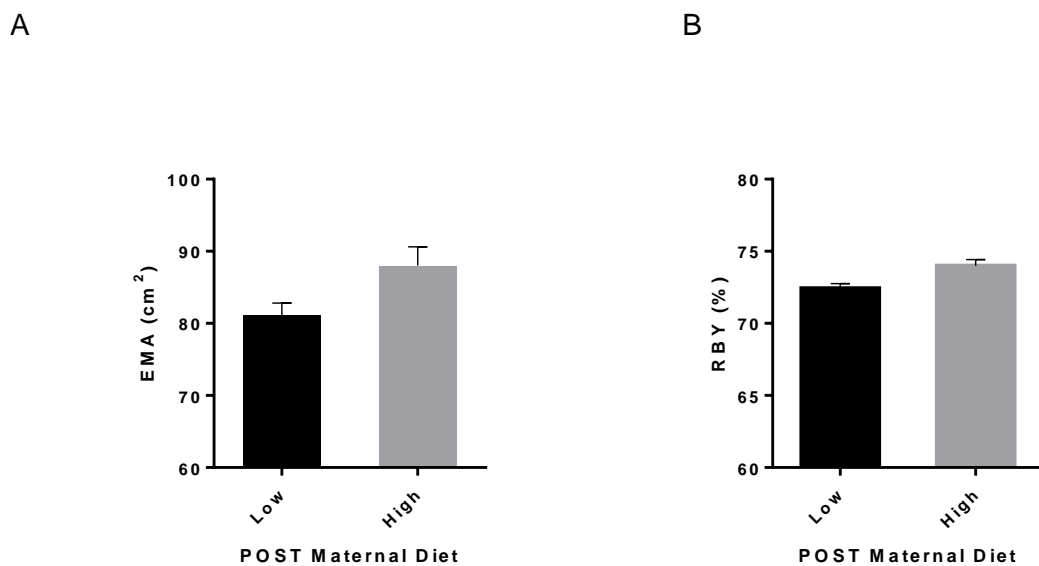 A
B
100
90
80
70
60
EMA (cm²)
Low
High
POST Maternal Diet
80
75
70
65
60
RBY (%)
Low
High
POST Maternal Diet